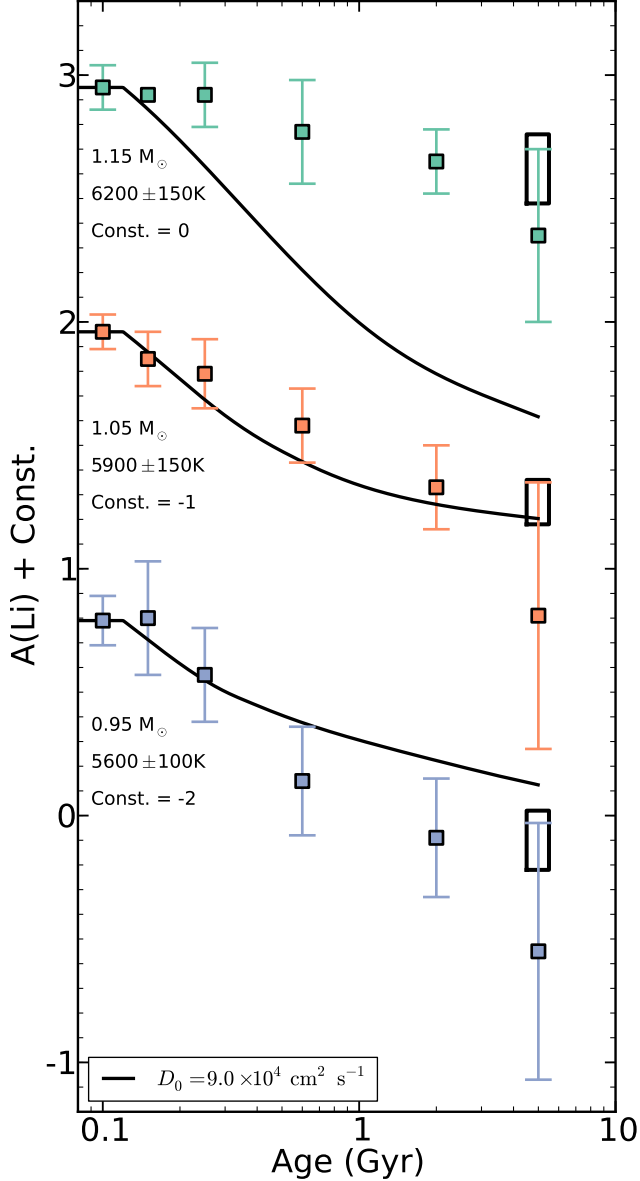 3
1.15 M☉
6200±150K
Const. = 0
2
1.05 M☉
5900±150K
Const. = -1
A(Li) + Const.
1
0.95 M☉
5600±100K
Const. = -2
0
-1
D₀ =9.0×10⁴ cm² s⁻¹
0.1 1 10
Age (Gyr)